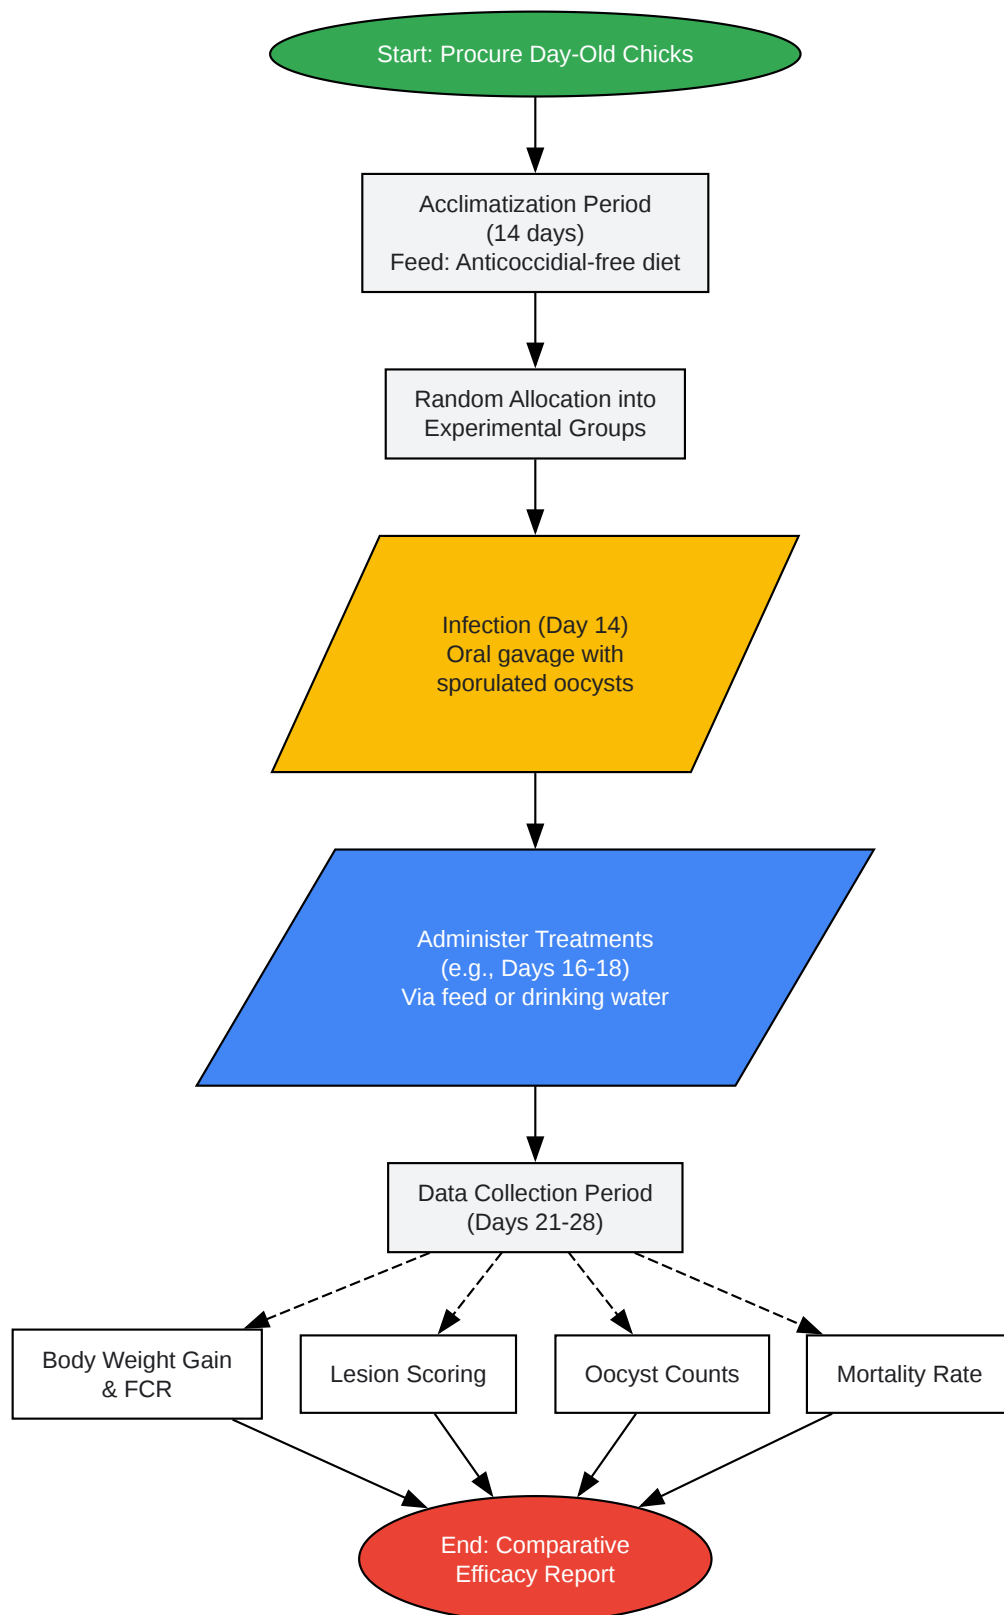 Start: Procure Day-Old Chicks
Acclimatization Period
(14 days)
Feed: Anticoccidial-free diet
Random Allocation into
Experimental Groups
Infection (Day 14)
Oral gavage with
sporulated oocysts
Administer Treatments
(e.g., Days 16-18)
Via feed or drinking water
Data Collection Period
(Days 21-28)
Body Weight Gain
& FCR
Lesion Scoring
Oocyst Counts
Mortality Rate
End: Comparative
Efficacy Report